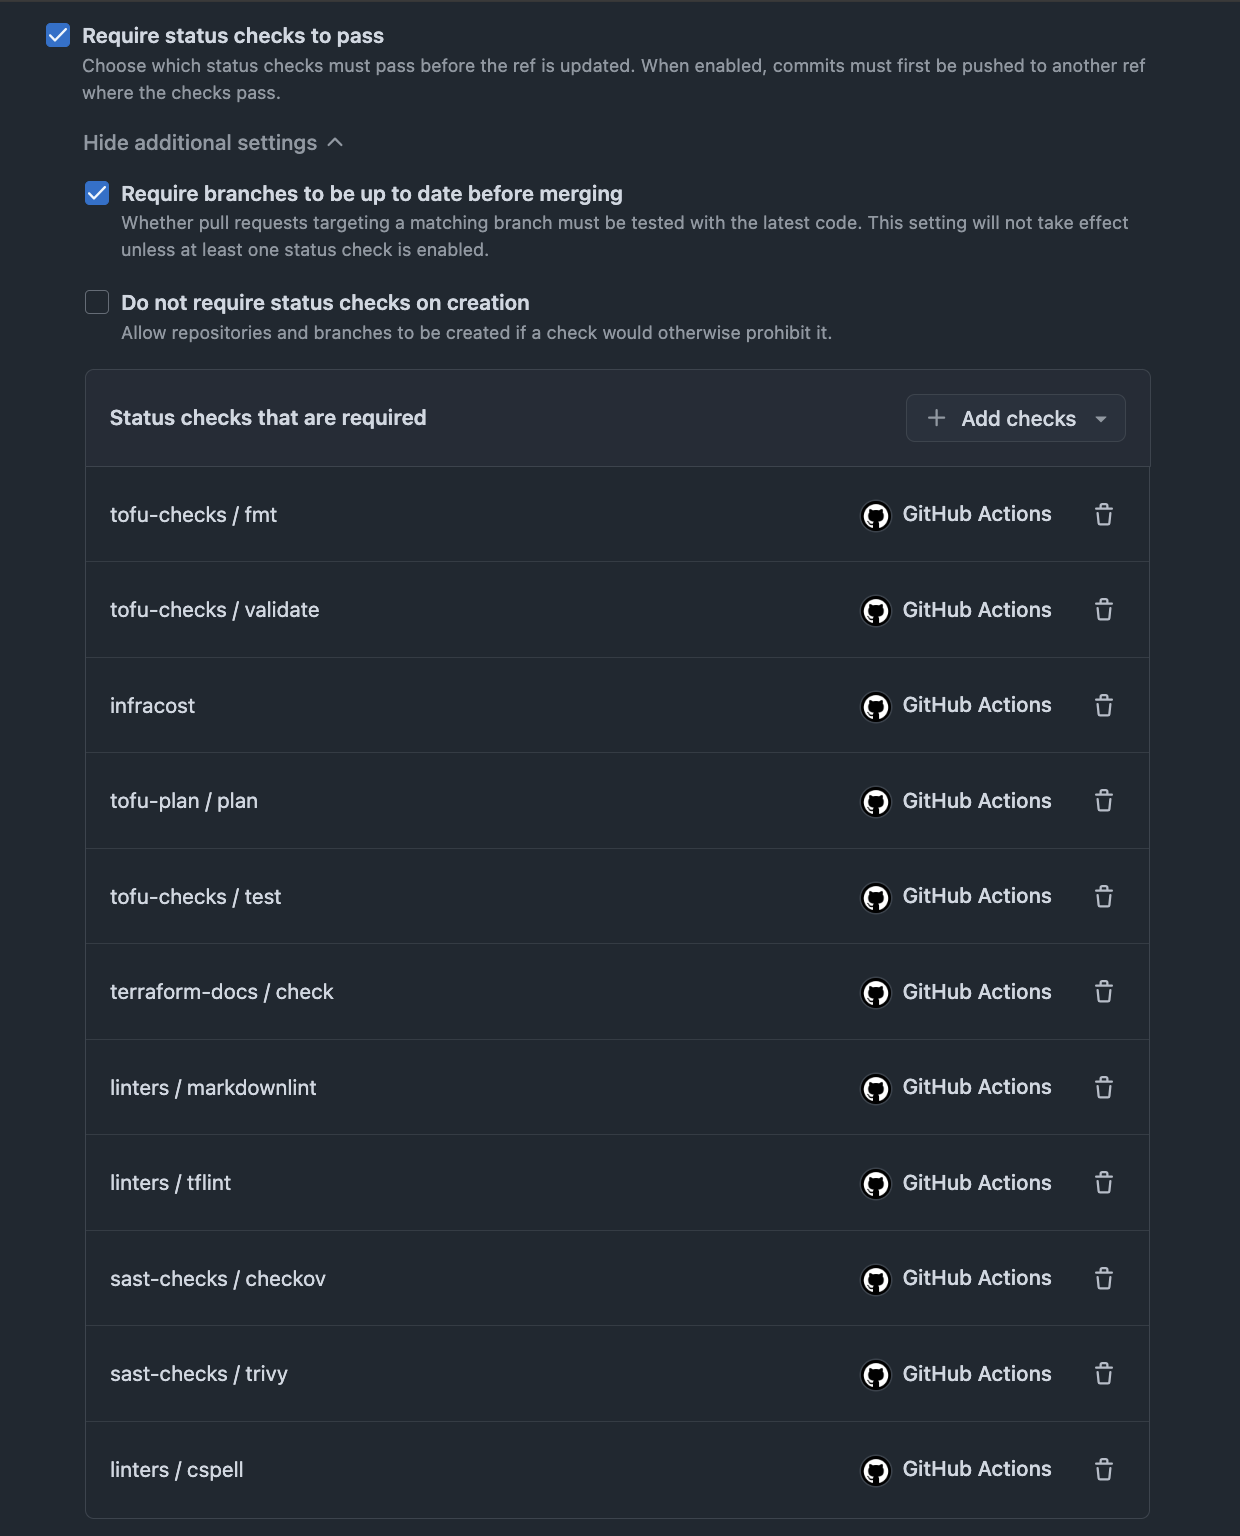 Require status checks to pass
Choose which status checks must pass before the ref is updated. When enabled, commits must first be pushed to another ref
where the checks pass.
Hide additional settings
Require branches to be up to date before merging
Whether pull requests targeting a matching branch must be tested with the latest code. This setting will not take effect
unless at least one status check is enabled.
Do not require status checks on creation
Allow repositories and branches to be created if a check would otherwise prohibit it.
Status checks that are required
Add checks
tofu-checks / fmt
GitHub Actions
tofu-checks / validate
GitHub Actions
infracost
GitHub Actions
tofu-plan / plan
GitHub Actions
tofu-checks / test
GitHub Actions
terraform-docs / check
GitHub Actions
linters / markdownlint
GitHub Actions
linters / tflint
GitHub Actions
sast-checks / checkov
GitHub Actions
sast-checks / trivy
GitHub Actions
linters / cspell
GitHub Actions